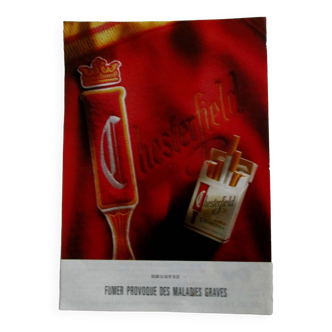 Chesterfield
Chesterfield
FUMER PROVOQUE DES MALADIES GRAVES